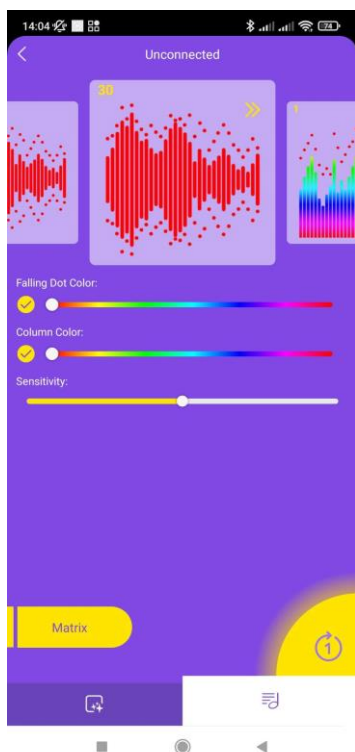 14:04
74
Unconnected
30
1
Falling Dot Color:
Column Color:
Sensitivity:
Matrix
1